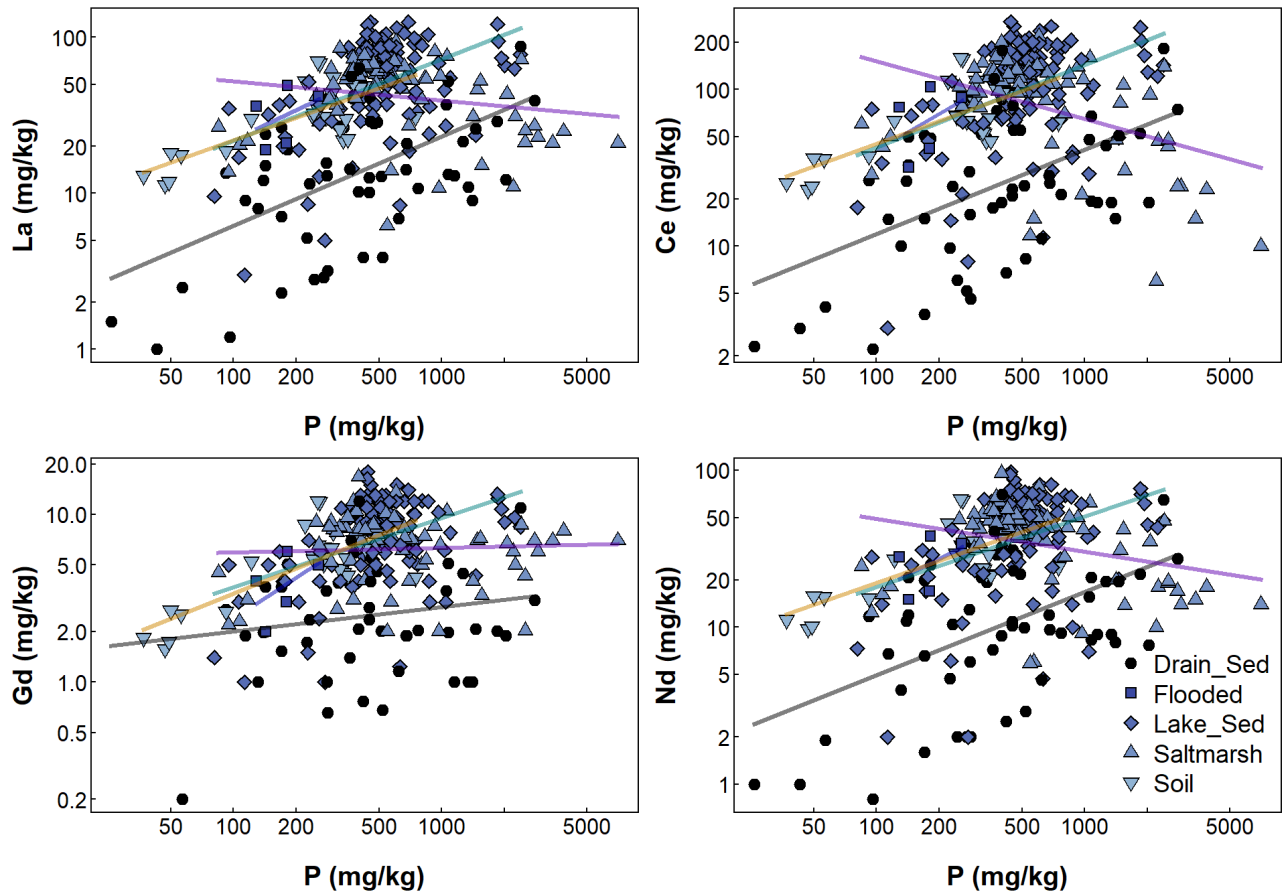 La (mg/kg)
100
50
20
10
5
2
1
50 100 200 500 1000 5000
P (mg/kg)
Ce (mg/kg)
200
100
50
20
10
5
2
50 100 200 500 1000 5000
P (mg/kg)
Gd (mg/kg)
20.0
10.0
5.0
2.0
1.0
0.5
0.2
50 100 200 500 1000 5000
P (mg/kg)
Nd (mg/kg)
100
50
20
10
5
2
1
Drain_Sed
Flooded
Lake_Sed
Saltmarsh
Soil
50 100 200 500 1000 5000
P (mg/kg)